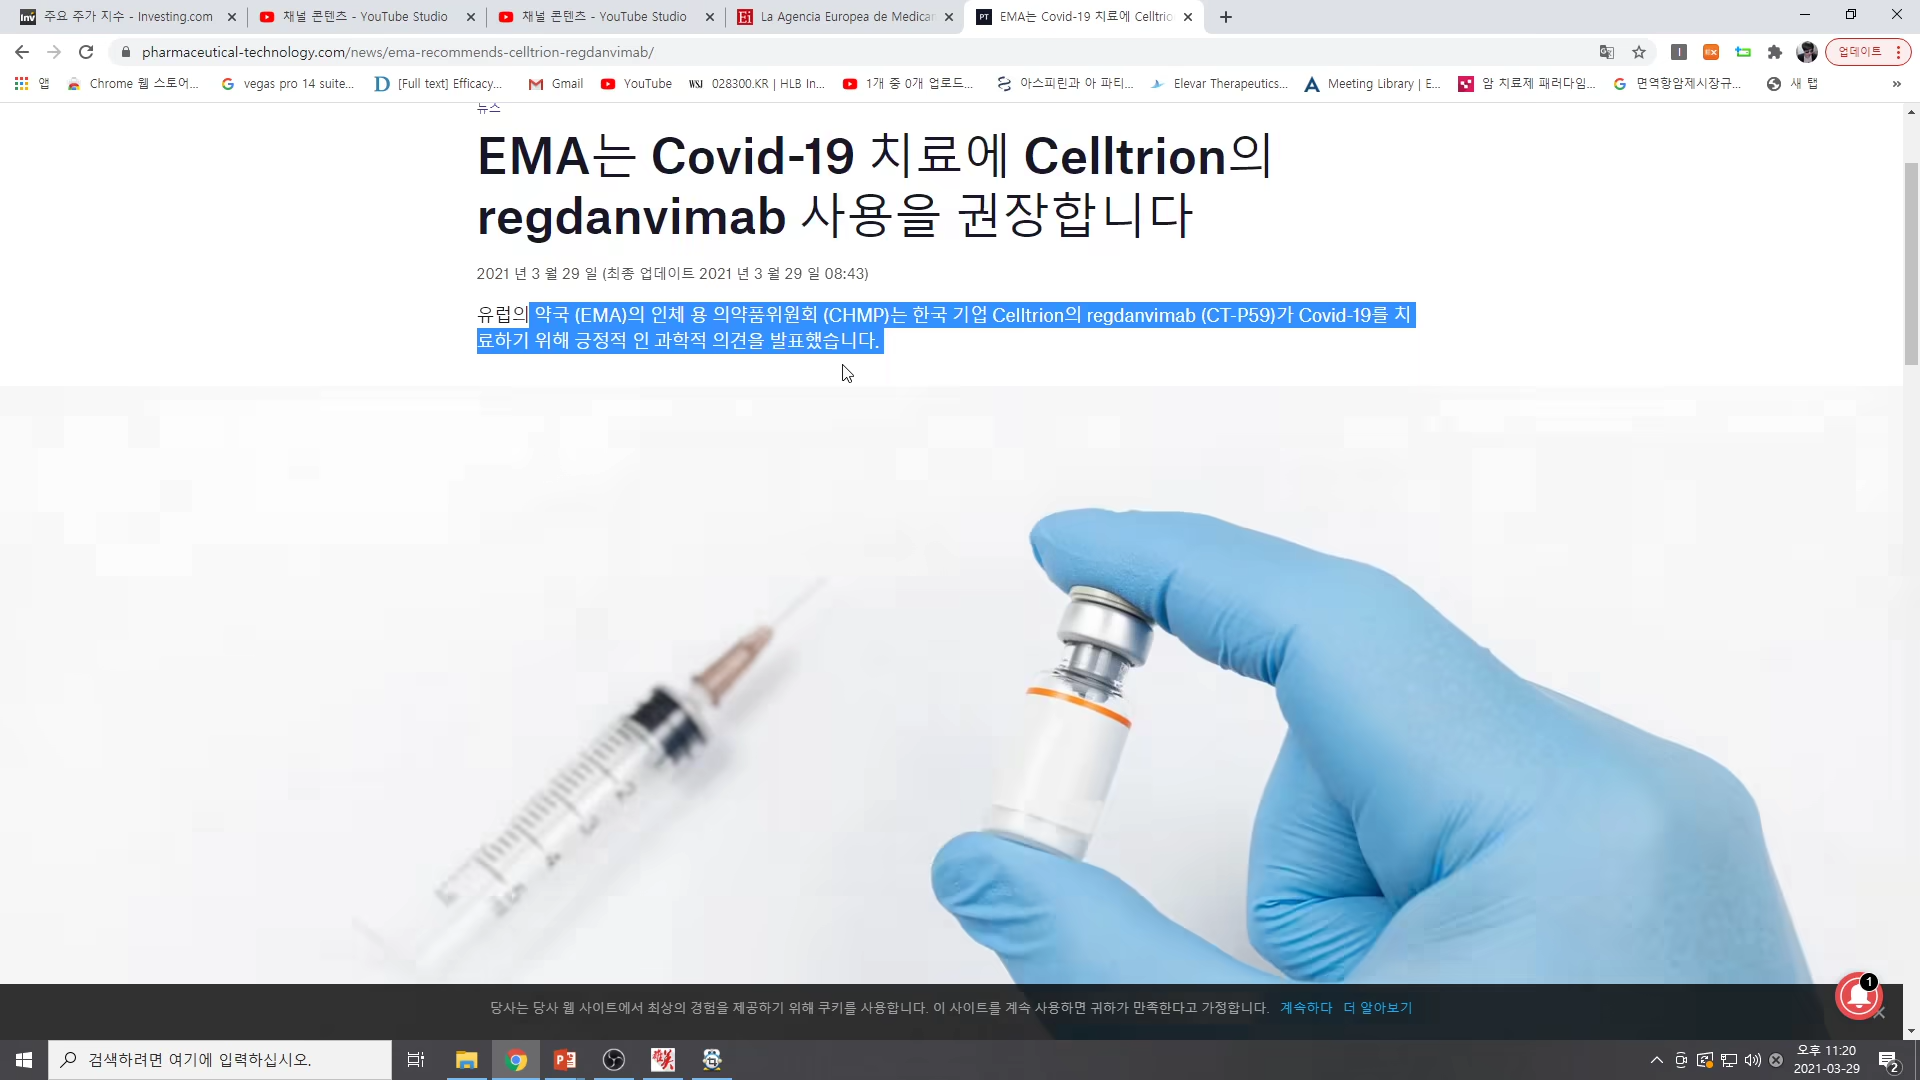 주요 주가 지수 - Investing.com
채널 콘텐츠 - YouTube Studio
채널 콘텐츠 - YouTube Studio
La Agencia Europea de Medicar
EMA는 Covid-19 치료에 Celltrio
pharmaceutical-technology.com/news/ema-recommends-celltrion-regdanvimab/
업데이트
앱
Chrome 웹 스토어...
vegas pro 14 suite...
[Full text] Efficacy...
Gmail
YouTube
028300.KR | HLB In...
1개 중 0개 업로드...
아스피린과 아 파티...
Elevar Therapeutics...
Meeting Library | E...
암 치료제 패러다임...
면역항암제시장규...
새 탭
뉴스
EMA는 Covid-19 치료에 Celltrion의
regdanvimab 사용을 권장합니다
2021 년 3 월 29 일 (최종 업데이트 2021 년 3 월 29 일 08:43)
유럽의 약국 (EMA)의 인체 용 의약품위원회 (CHMP)는 한국 기업 Celltrion의 regdanvimab (CT-P59)가 Covid-19를 치
료하기 위해 긍정적 인 과학적 의견을 발표했습니다.
당사는 당사 웹 사이트에서 최상의 경험을 제공하기 위해 쿠키를 사용합니다. 이 사이트를 계속 사용하면 귀하가 만족한다고 가정합니다. 계속하다 더 알아보기
1
검색하려면 여기에 입력하십시오.
오후 11:20
2021-03-29
2